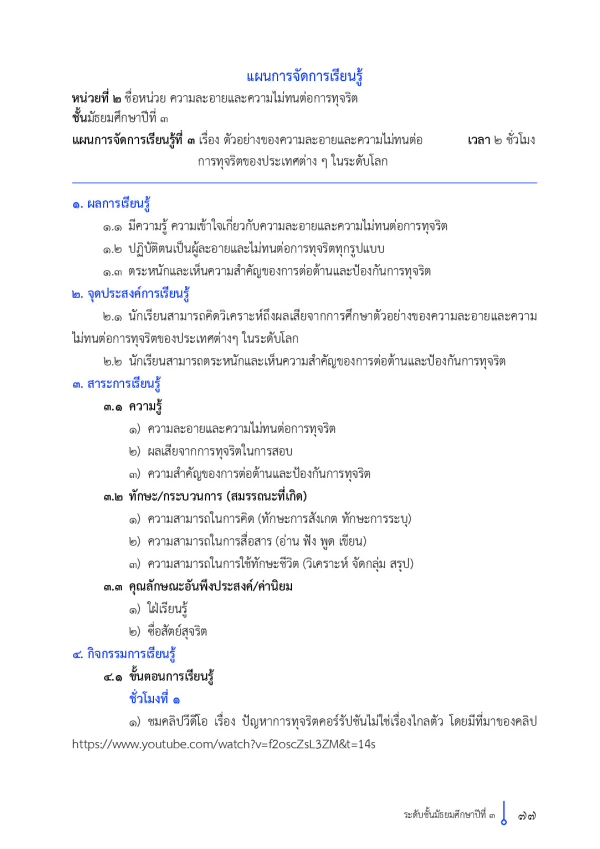 แผนการจัดการเรียนรู้
หน่วยที่ ๒ ชื่อหน่วย ความละอายและความไม่ทนต่อการทุจริต
ชั้นมัธยมศึกษาปีที่ ๓
แผนการจัดการเรียนรู้ที่ ๓ เรื่อง ตัวอย่างของความละอายและความไม่ทนต่อ เวลา ๒ ชั่วโมง
การทุจริตของประเทศต่าง ๆ ในระดับโลก
๑. ผลการเรียนรู้
๑.๑ มีความรู้ ความเข้าใจเกี่ยวกับความละอายและความไม่ทนต่อการทุจริต
๑.๒ ปฏิบัติตนเป็นผู้ละอายและไม่ทนต่อการทุจริตทุกรูปแบบ
๑.๓ ตระหนักและเห็นความสำคัญของการต่อต้านและป้องกันการทุจริต
๒. จุดประสงค์การเรียนรู้
๒.๑ นักเรียนสามารถคิดวิเคราะห์ถึงผลเสียจากการศึกษาตัวอย่างของความละอายและความ
ไม่ทนต่อการทุจริตของประเทศต่างๆ ในระดับโลก
๒.๒ นักเรียนสามารถตระหนักและเห็นความสำคัญของการต่อต้านและป้องกันการทุจริต
๓. สาระการเรียนรู้
๓.๑ ความรู้
๑) ความละอายและความไม่ทนต่อการทุจริต
๒) ผลเสียจากการทุจริตในการสอบ
๓) ความสำคัญของการต่อต้านและป้องกันการทุจริต
๓.๒ ทักษะ/กระบวนการ (สมรรถนะที่เกิด)
๑) ความสามารถในการคิด (ทักษะการสังเกต ทักษะการระบุ)
๒) ความสามารถในการสื่อสาร (อ่าน ฟัง พูด เขียน)
๓) ความสามารถในการใช้ทักษะชีวิต (วิเคราะห์ จัดกลุ่ม สรุป)
๓.๓ คุณลักษณะอันพึงประสงค์/ค่านิยม
๑) ใฝ่เรียนรู้
๒) ซื่อสัตย์สุจริต
๔. กิจกรรมการเรียนรู้
๔.๑ ขั้นตอนการเรียนรู้
ชั่วโมงที่ ๑
๑) ชมคลิปวีดีโอ เรื่อง ปัญหาการทุจริตคอร์รัปชันไม่ใช่เรื่องไกลตัว โดยมีที่มาของคลิป
https://www.youtube.com/watch?v=f2oscZsL3ZM&t=14s
ระดับชั้นมัธยมศึกษาปีที่ ๓ ๗๗